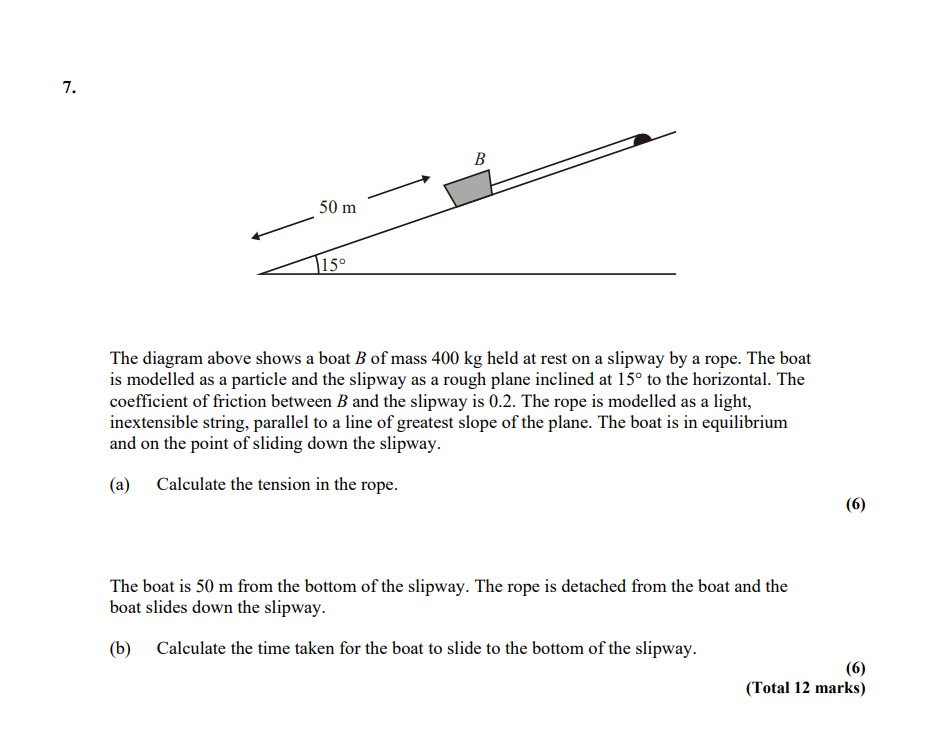 7.
B
50 m
15°
The diagram above shows a boat B of mass 400 kg held at rest on a slipway by a rope. The boat
is modelled as a particle and the slipway as a rough plane inclined at 15° to the horizontal. The
coefficient of friction between B and the slipway is 0.2. The rope is modelled as a light,
inextensible string, parallel to a line of greatest slope of the plane. The boat is in equilibrium
and on the point of sliding down the slipway.
(a) Calculate the tension in the rope.
(6)
The boat is 50 m from the bottom of the slipway. The rope is detached from the boat and the
boat slides down the slipway.
(b) Calculate the time taken for the boat to slide to the bottom of the slipway.
(6)
(Total 12 marks)